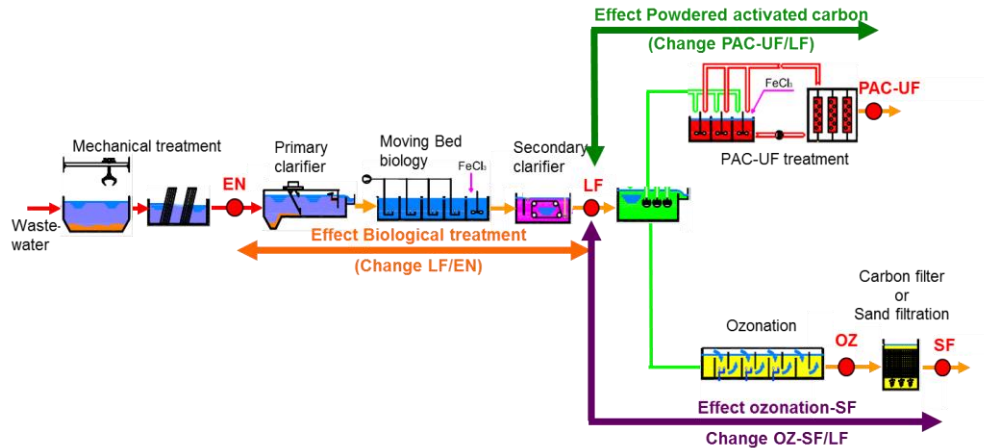 Effect Powdered activated carbon
(Change PAC-UF/LF)
FeCl₃
PAC-UF
PAC-UF treatment
Mechanical treatment
Primary
clarifier
Moving Bed
biology
FeCl₃
Secondary
clarifier
EN
LF
Waste-
water
Effect Biological treatment
(Change LF/EN)
Carbon filter
or
Sand filtration
Ozonation
OZ
SF
Effect ozonation-SF
Change OZ-SF/LF